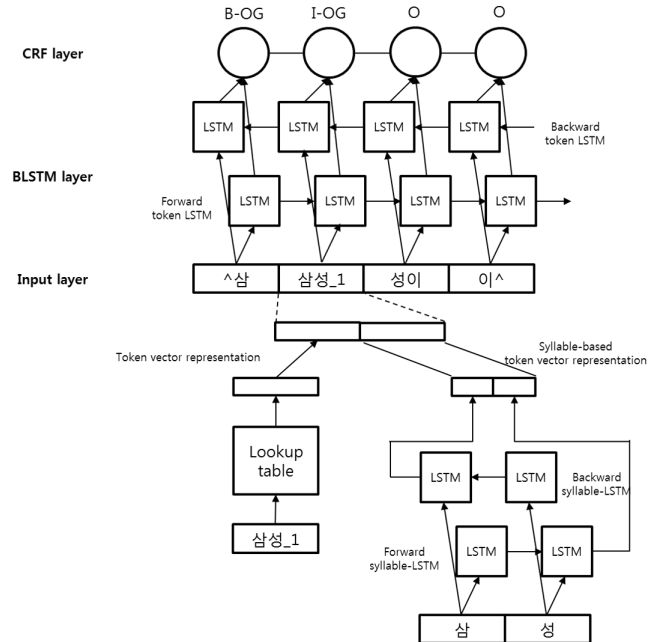 B-OG I-OG O O
CRF layer
LSTM LSTM LSTM LSTM
Backward
token LSTM
BLSTM layer
Forward
token LSTM
LSTM LSTM LSTM LSTM
Input layer
^삼 삼성_1 성이 이^
Token vector representation
Syllable-based
token vector representation
Lookup
table
LSTM LSTM
Backward
syllable-LSTM
삼성_1
Forward
syllable-LSTM
LSTM LSTM
삼 성